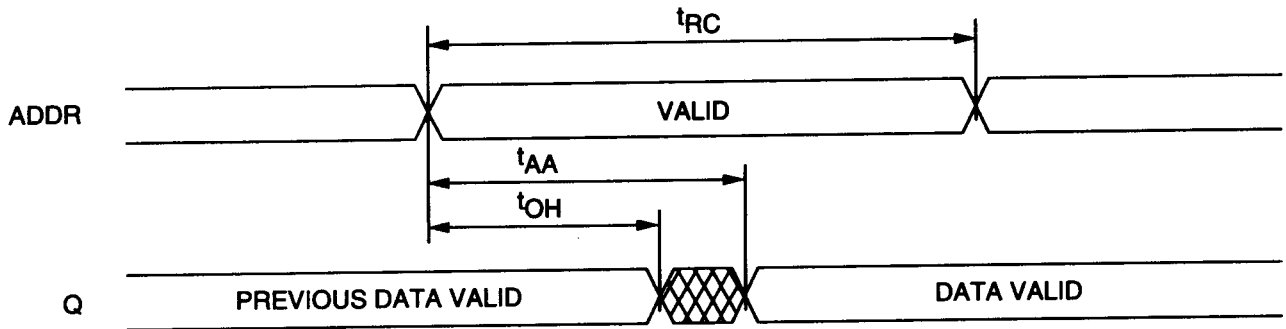 tRC
ADDR
VALID
tAA
tOH
Q
PREVIOUS DATA VALID
DATA VALID